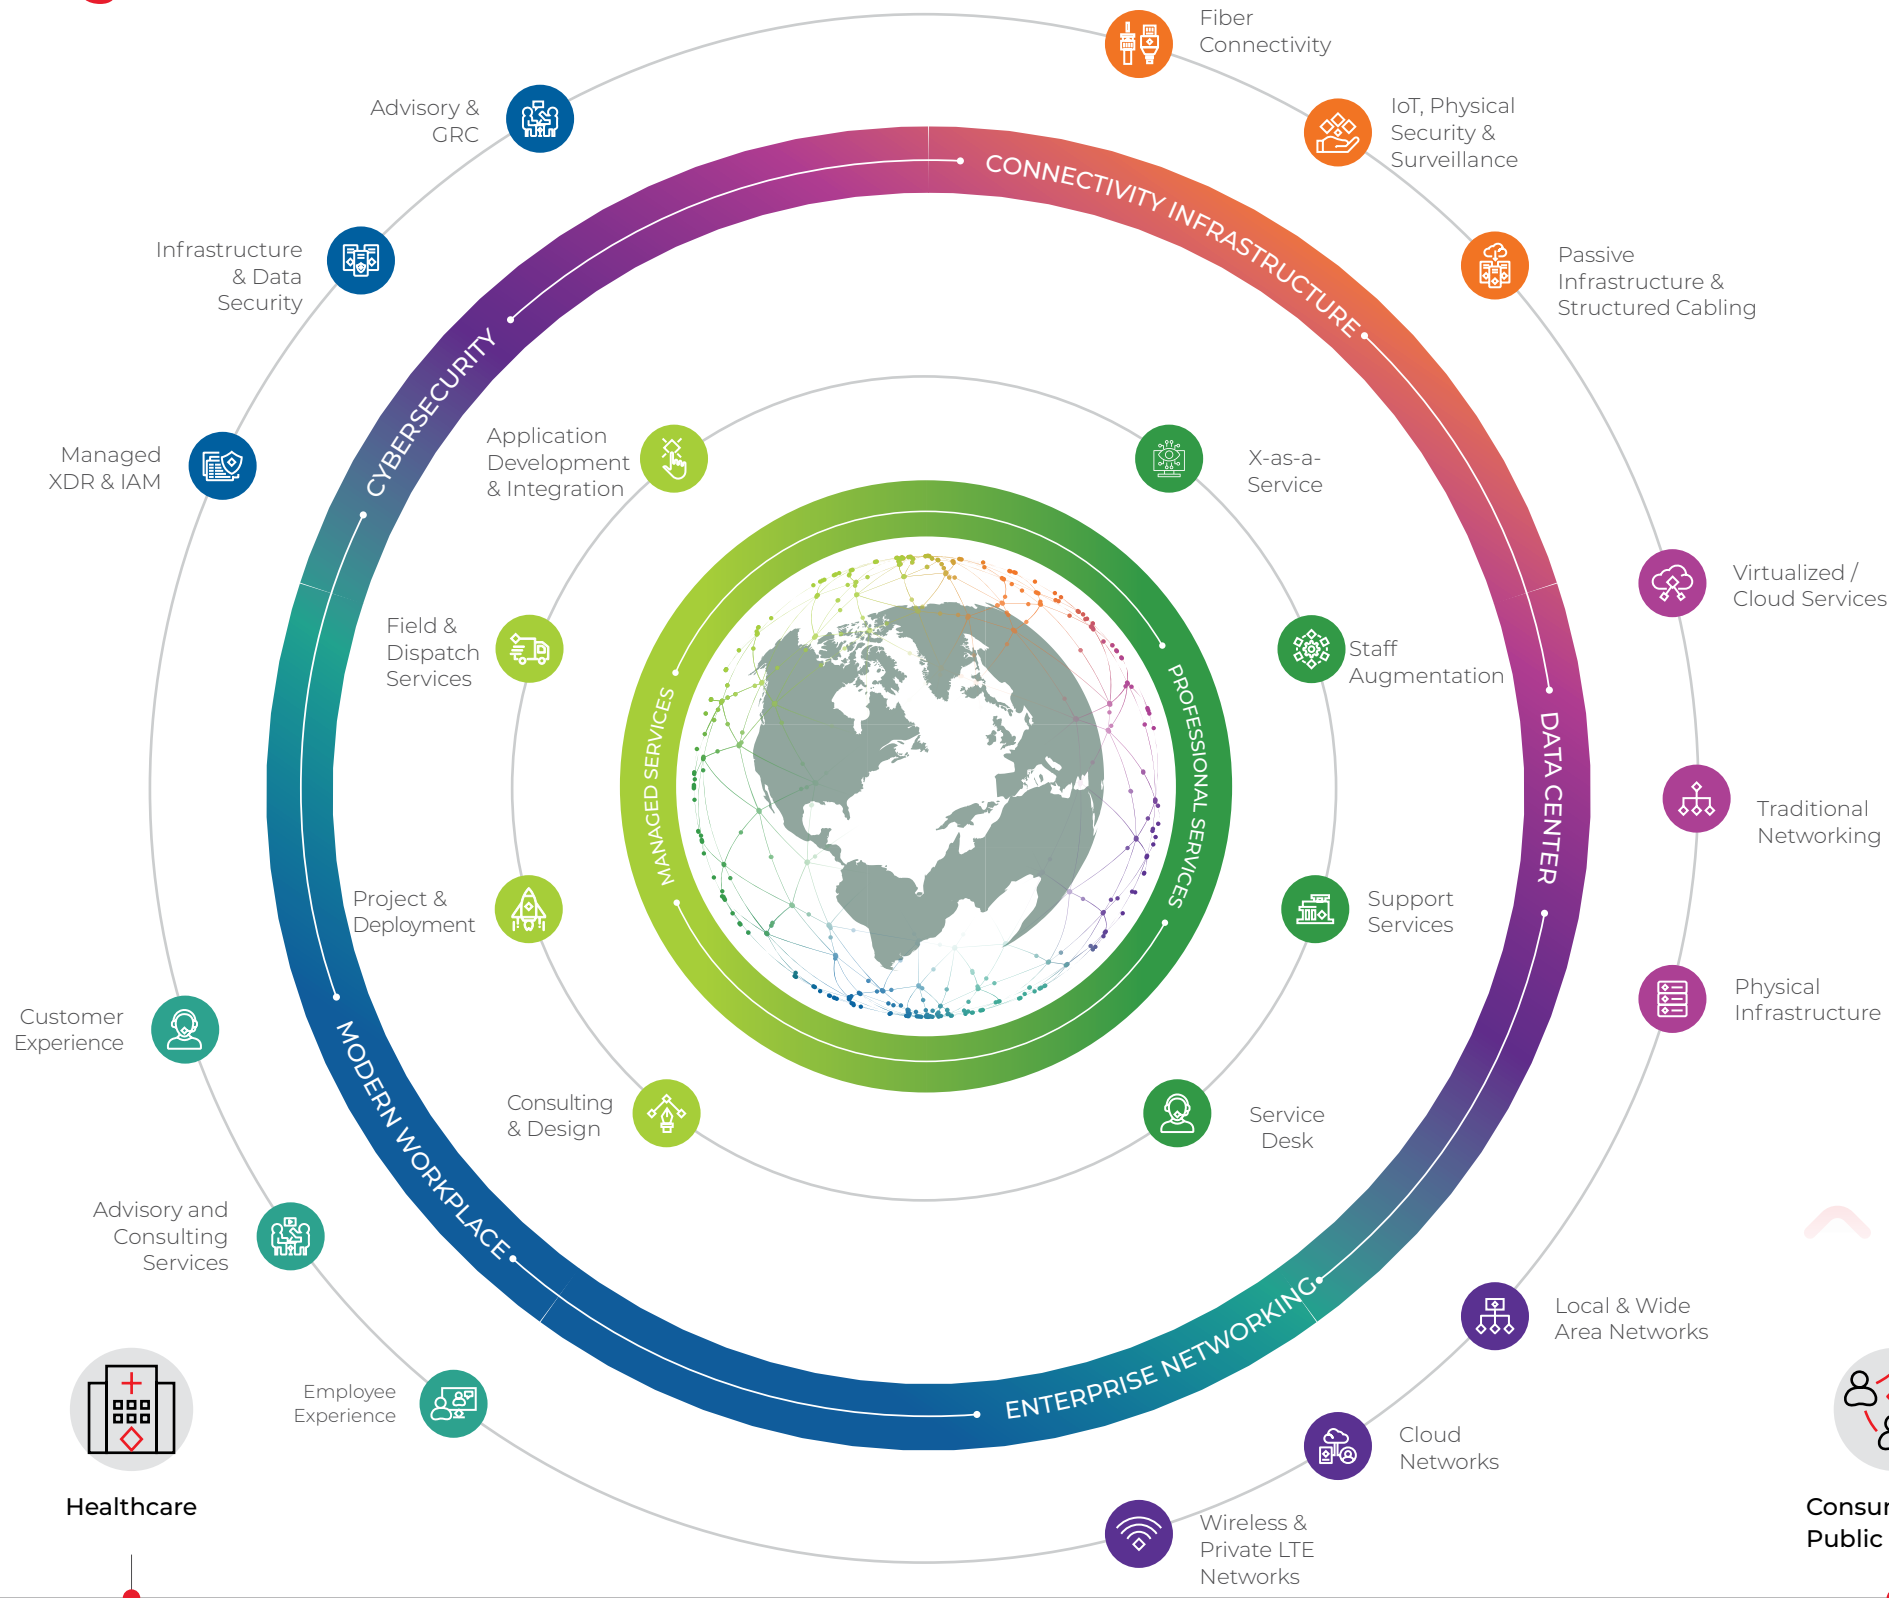 Fiber
Connectivity
IoT, Physical
Security &
Surveillance
Passive
Infrastructure &
Structured Cabling
Advisory &
GRC
Infrastructure
& Data
Security
Managed
XDR & IAM
CONNECTIVITY INFRASTRUCTURE
CYBERSECURITY
Application
Development
& Integration
X-as-a-
Service
Virtualized /
Cloud Services
Field &
Dispatch
Services
Staff
Augmentation
MANAGED SERVICES
PROFESSIONAL SERVICES
DATA CENTER
Traditional
Networking
Project &
Deployment
Support
Services
Physical
Infrastructure
Customer
Experience
MODERN WORKPLACE
Consulting
& Design
Service
Desk
Advisory and
Consulting
Services
ENTERPRISE NETWORKING
Local & Wide
Area Networks
Employee
Experience
Cloud
Networks
Wireless &
Private LTE
Networks
Healthcare
Public